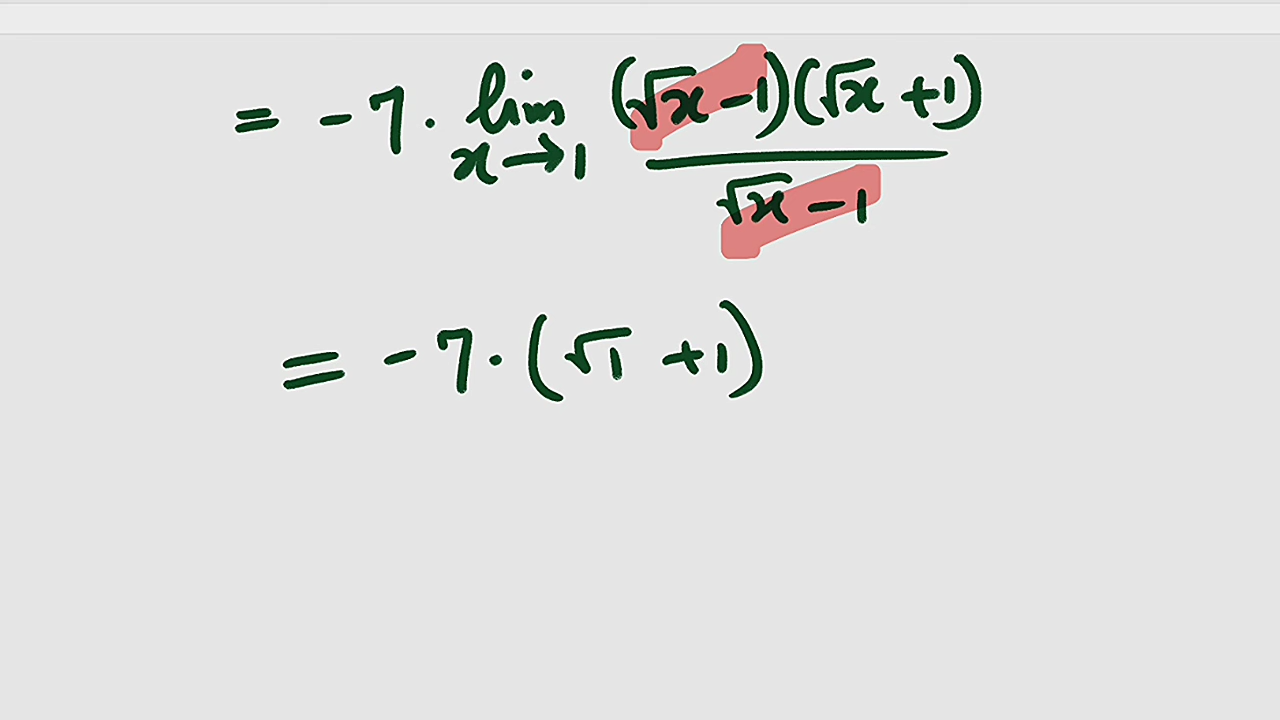 = -7 · lim x→1 (√x -1)(√x +1) / √x -1
= -7 · (√1 +1)